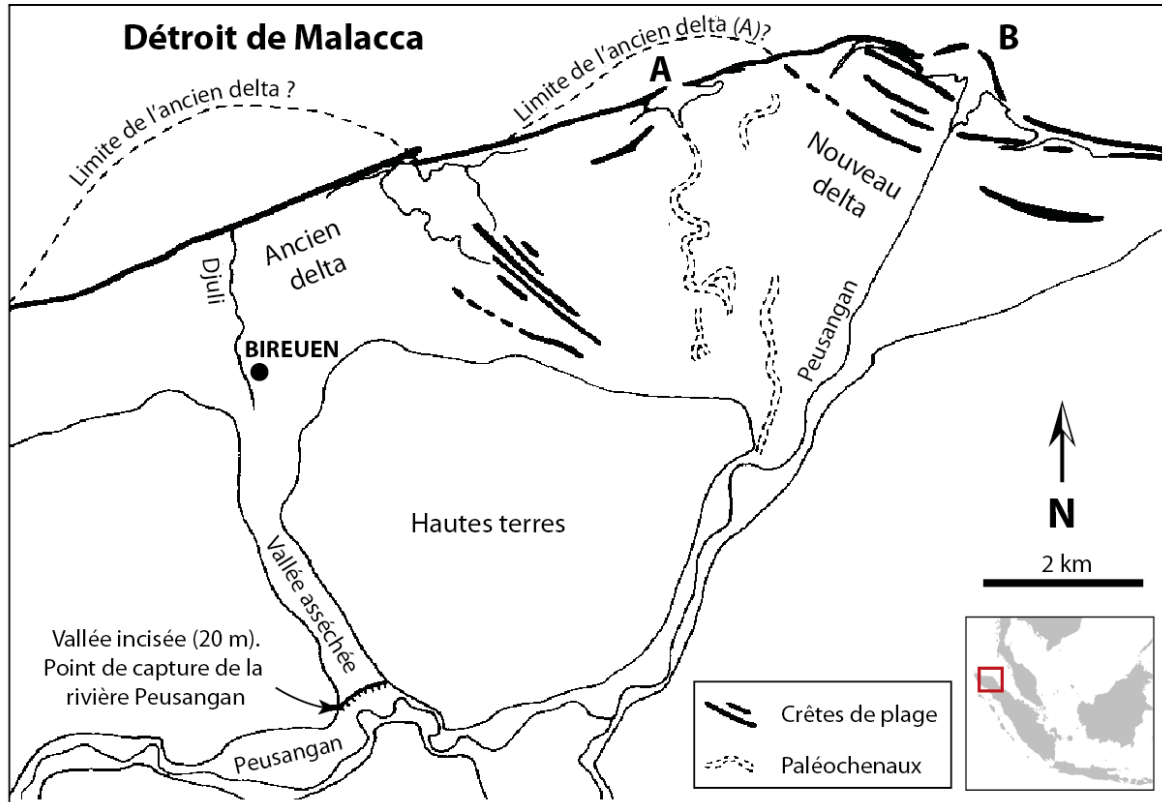 Détroit de Malacca
Limite de l'ancien delta ?
Limite de l'ancien delta (A)?
A
B
Nouveau
delta
Ancien
delta
Djuli
BIREUEN
Peusangan
Hautes terres
N
2 km
Vallée asséchée
Vallée incisée (20 m).
Point de capture de la
rivière Peusangan
Peusangan
Crêtes de plage
Paléochenaux